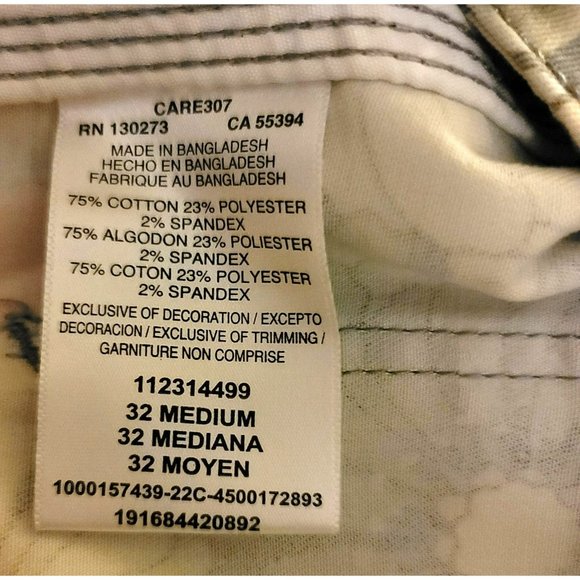 CARE307
RN 130273 CA 55394
MADE IN BANGLADESH
HECHO EN BANGLADESH
FABRIQUE AU BANGLADESH
75% COTTON 23% POLYESTER
2% SPANDEX
75% ALGODON 23% POLIESTER
2% SPANDEX
75% COTON 23% POLYESTER
2% SPANDEX
EXCLUSIVE OF DECORATION / EXCEPTO
DECORACION / EXCLUSIVE OF TRIMMING /
GARNITURE NON COMPRISE
112314499
32 MEDIUM
32 MEDIANA
32 MOYEN
1000157439-22C-4500172893
191684420892